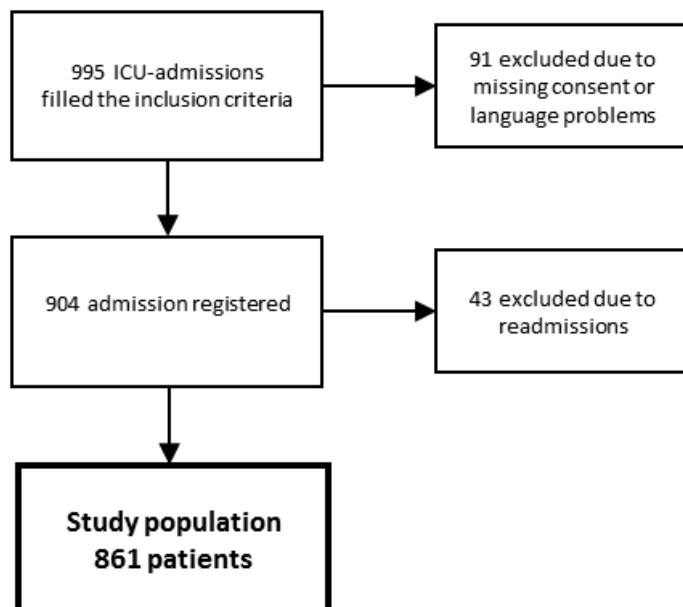 995 ICU-admissions
filled the inclusion criteria
91 excluded due to
missing consent or
language problems
904 admission registered
43 excluded due to
readmissions
Study population
861 patients